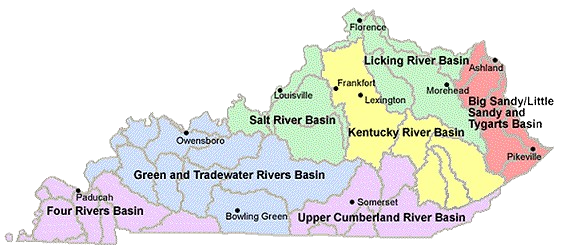 Florence
Licking River Basin
Ashland
Frankfort
Louisville
Morehead
Lexington
Big Sandy/Little
Sandy and
Tygarts Basin
Salt River Basin
Kentucky River Basin
Owensboro
Pikeville
Green and Tradewater Rivers Basin
Paducah
Somerset
Four Rivers Basin
Bowling Green
Upper Cumberland River Basin